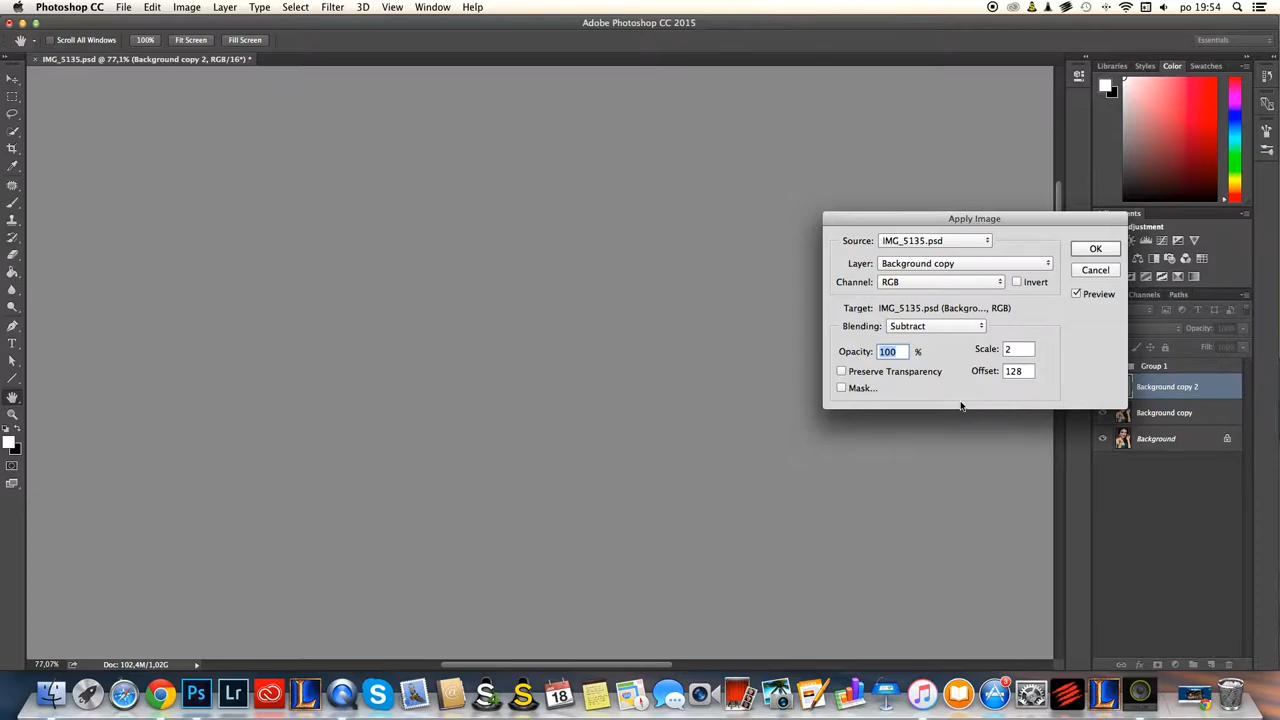 Photoshop CC File Edit Image Layer Type Select Filter 3D View Window Help
po 19:54
Adobe Photoshop CC 2015
Scroll All Windows 100% Fit Screen Fill Screen
Essentials
IMG_5135.psd @ 77,1% (Background copy 2, RGB/16*) *
Libraries Styles Color Swatches
Apply Image
Source: IMG_5135.psd
OK
Layer: Background copy
Cancel
Channel: RGB
Invert
Preview
Target: IMG_5135.psd (Backgro..., RGB)
Blending: Subtract
Opacity: 100 %
Scale: 2
Preserve Transparency
Offset: 128
Mask...
Channels Paths
Opacity:
Fill:
Group 1
Background copy 2
Background copy
Background
77,07%
Doc: 102,4M/1,02G